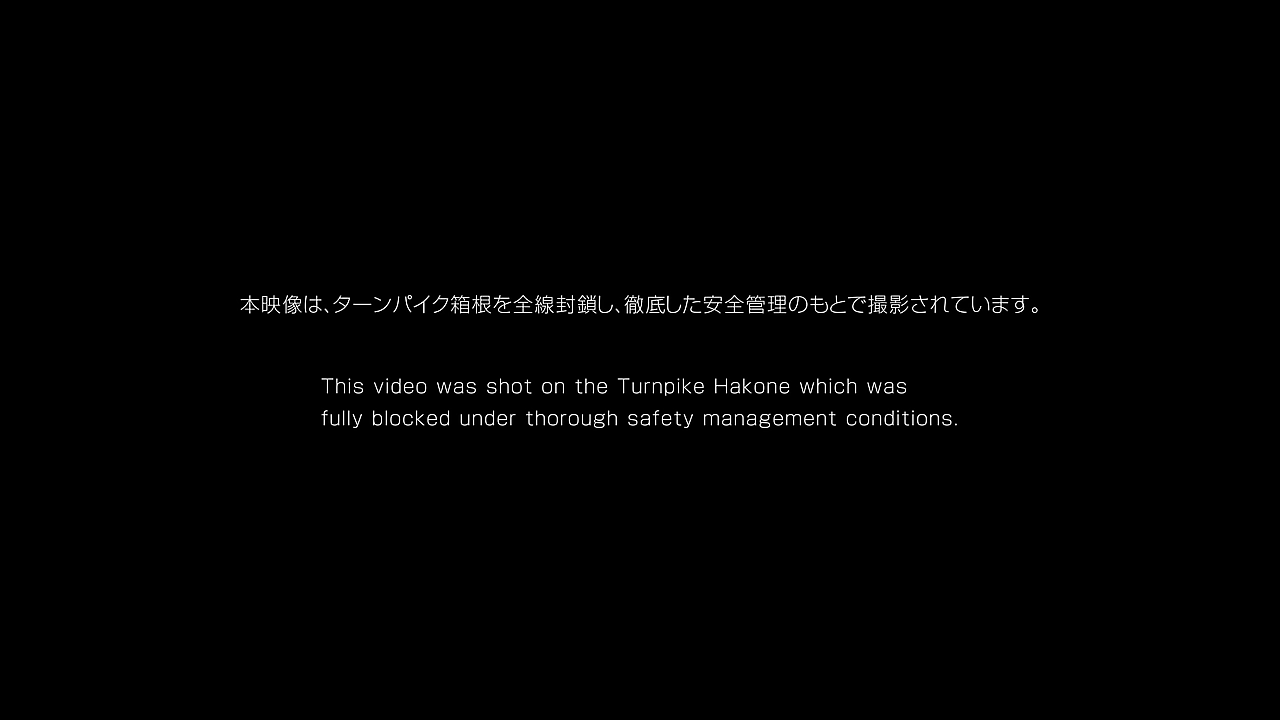 本映像は、ターンパイク箱根を全線封鎖し、徹底した安全管理のもとで撮影されています。
This video was shot on the Turnpike Hakone which was
fully blocked under thorough safety management conditions.